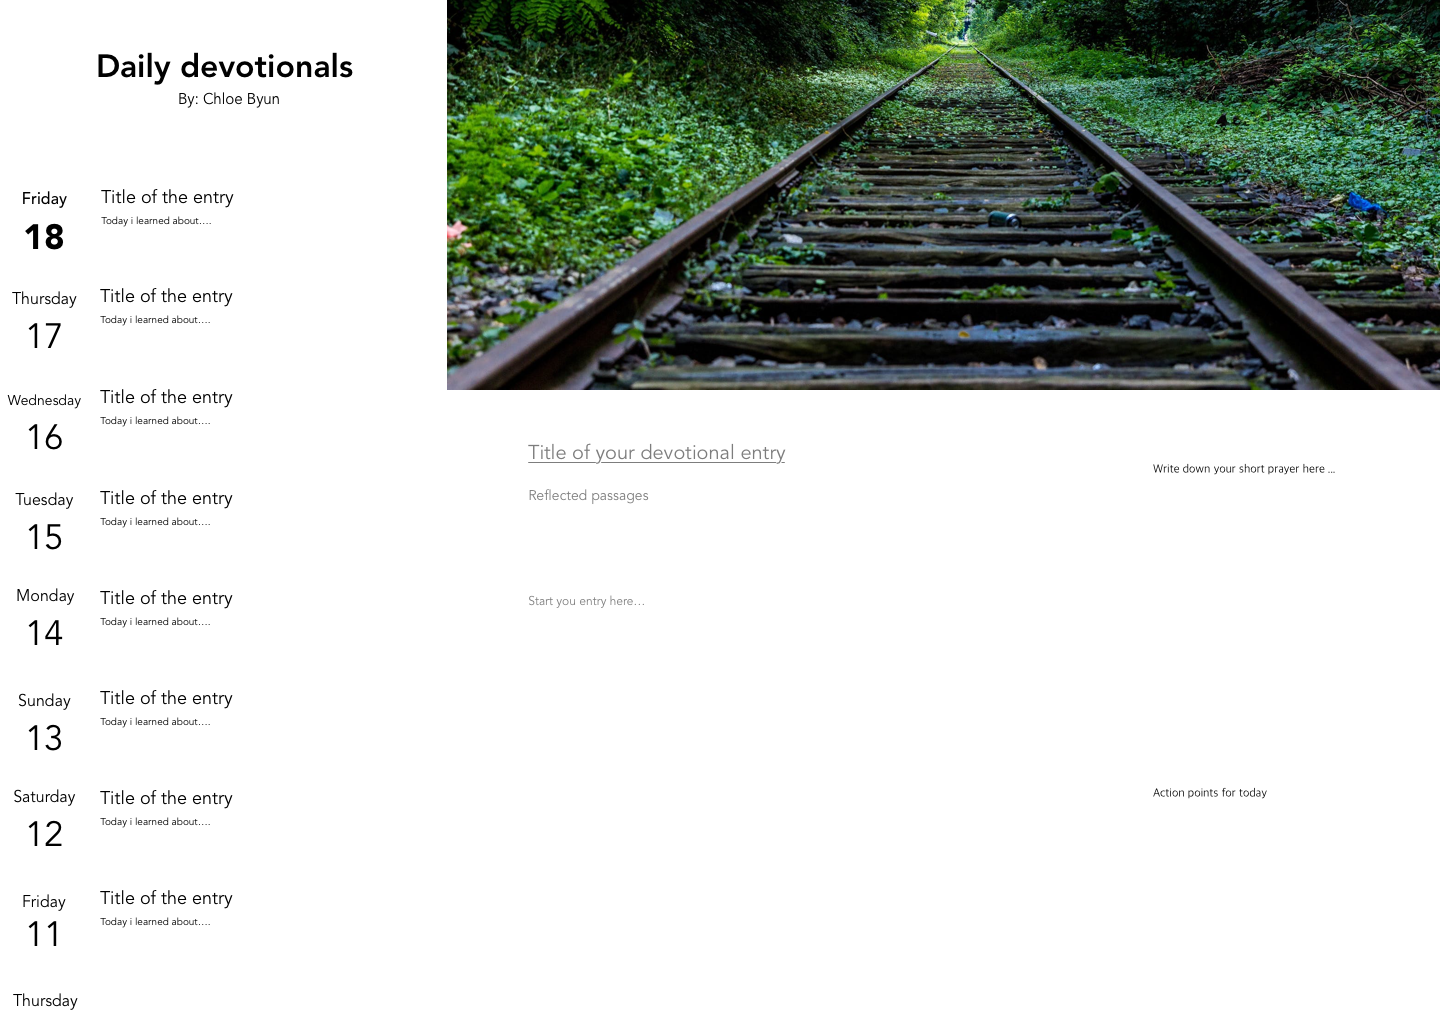 Daily devotionals
By: Chloe Byun
Friday
18
Title of the entry
Today i learned about….
Thursday
17
Title of the entry
Today i learned about….
Wednesday
16
Title of the entry
Today i learned about….
Tuesday
15
Title of the entry
Today i learned about….
Monday
14
Title of the entry
Today i learned about….
Sunday
13
Title of the entry
Today i learned about….
Saturday
12
Title of the entry
Today i learned about….
Friday
11
Title of the entry
Today i learned about….
Thursday
Title of your devotional entry
Reflected passages
Start you entry here…
Write down your short prayer here ...
Action points for today